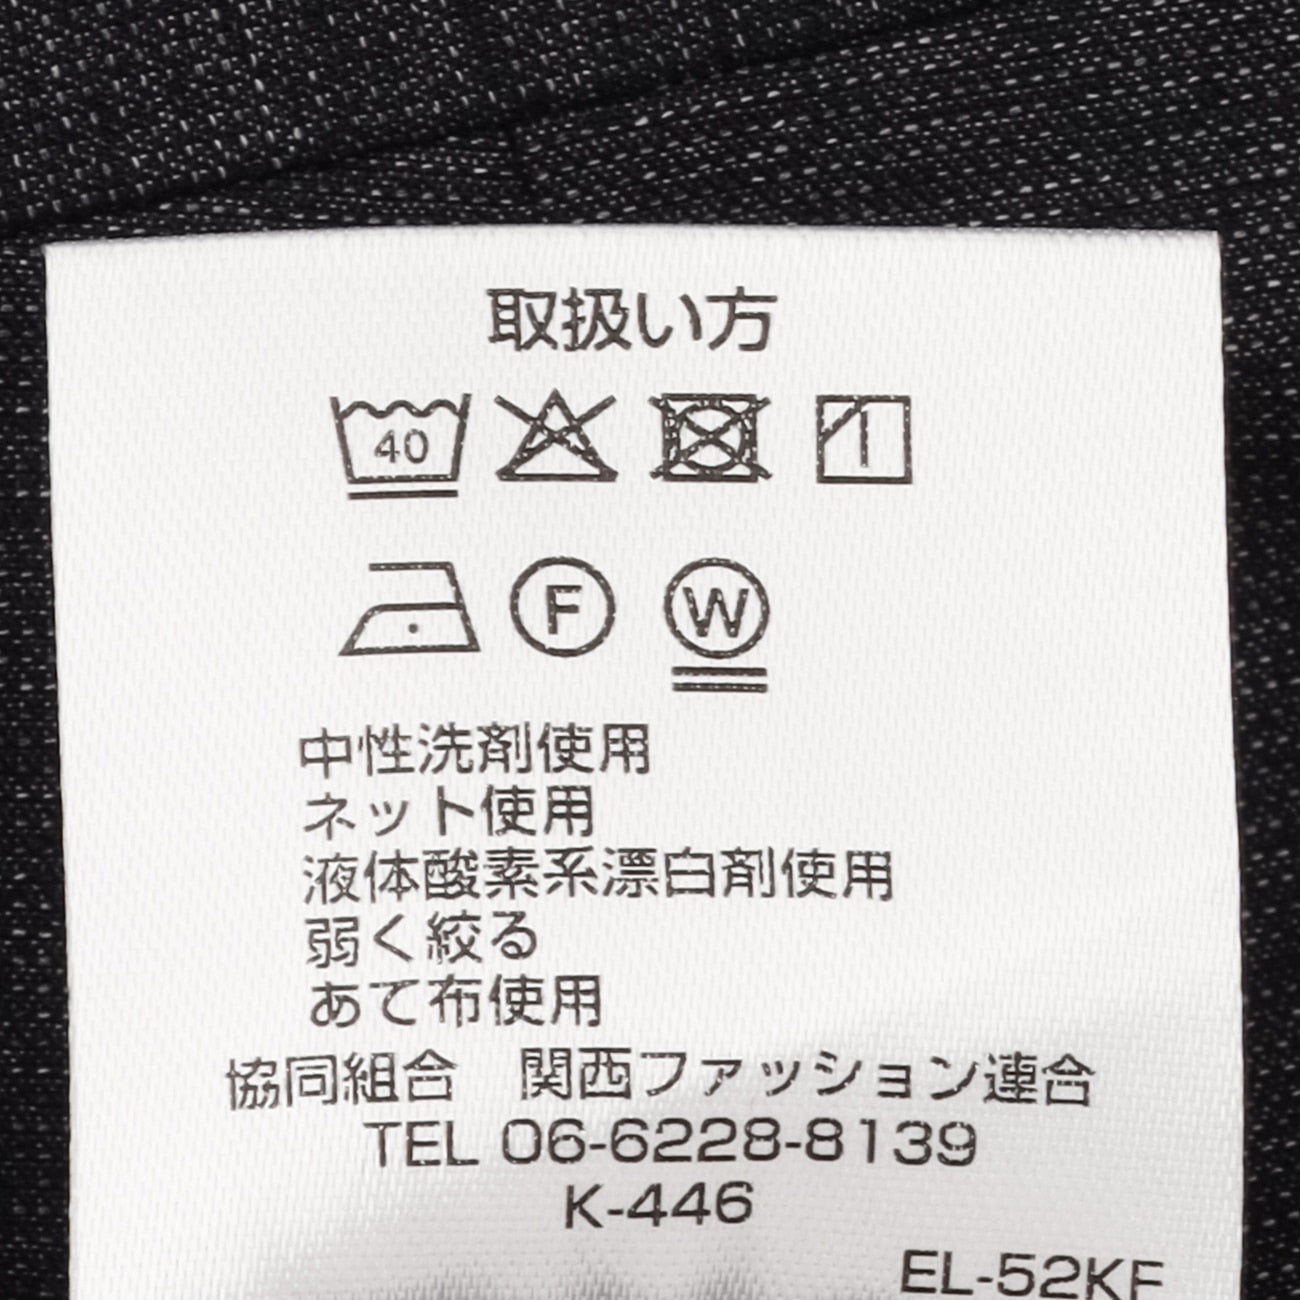 取扱い方
40
F W
中性洗剤使用
ネット使用
液体酸素系漂白剤使用
弱く絞る
あて布使用
協同組合　関西ファッション連合
TEL 06-6228-8139
K-446
EL-52KF